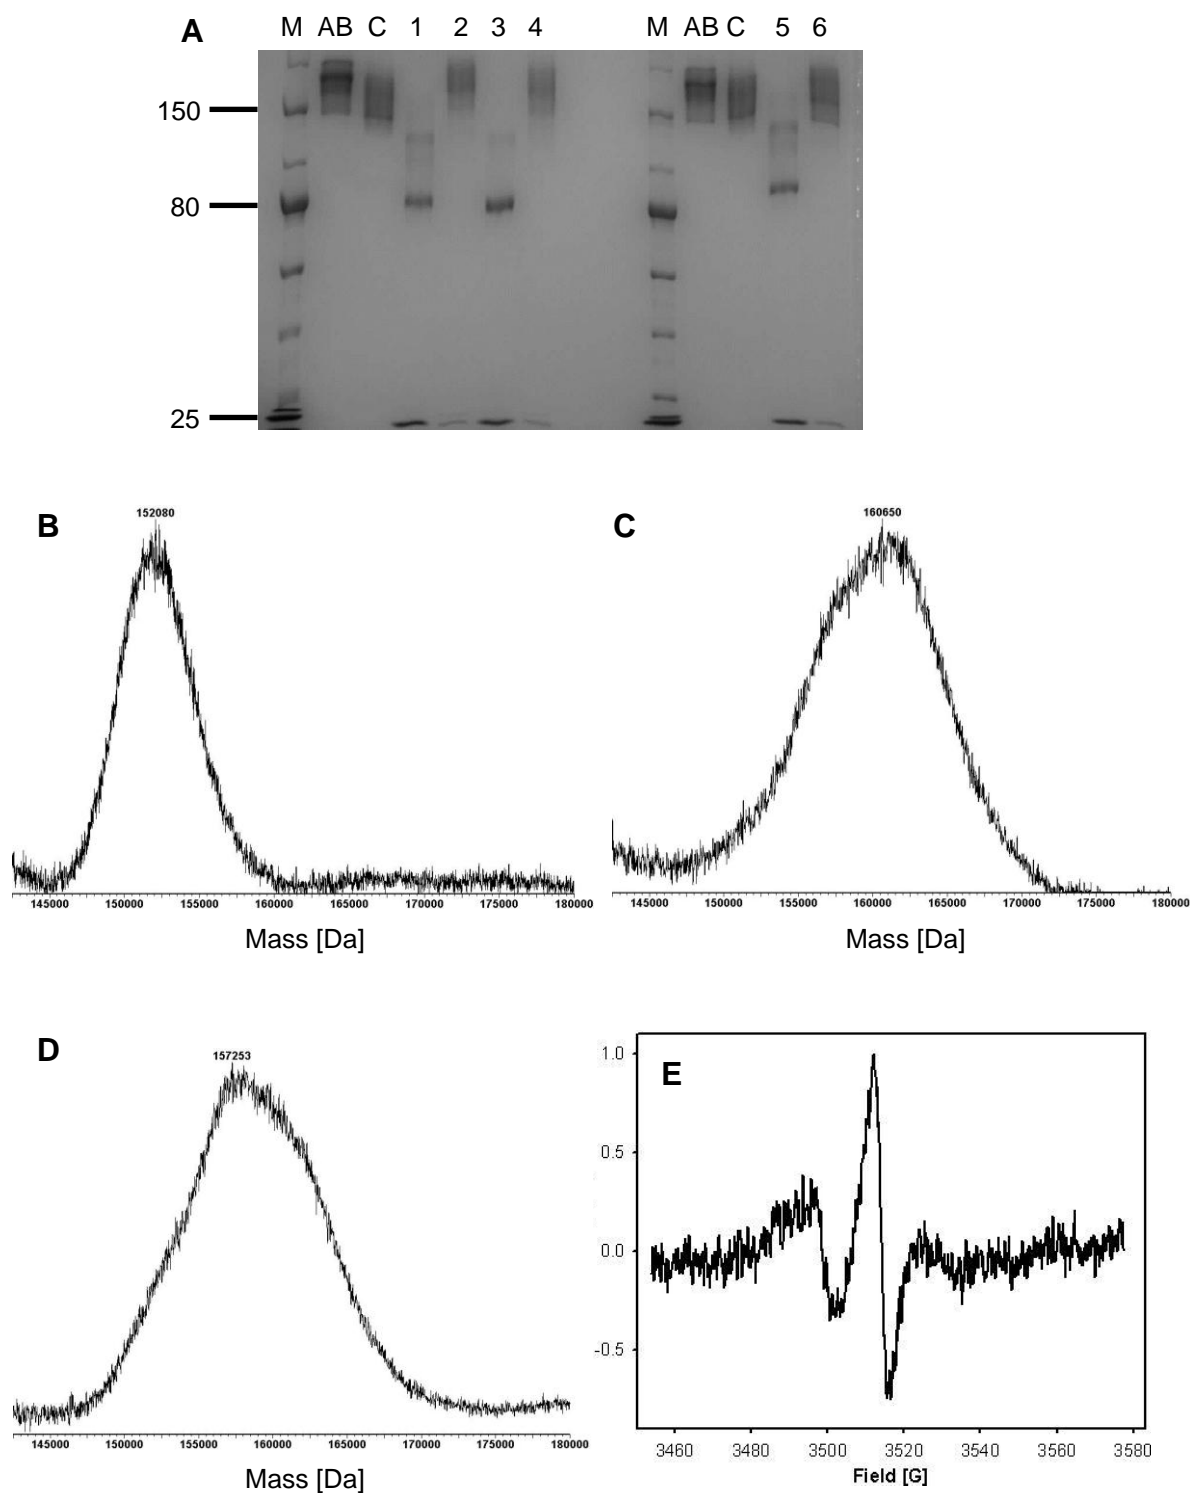 A M AB C 1 2 3 4 M AB C 5 6
150
80
25
B
152080
145000 150000 155000 160000 165000 170000 175000 180000
Mass [Da]
C
160650
145000 150000 155000 160000 165000 170000 175000 180000
Mass [Da]
D
157253
145000 150000 155000 160000 165000 170000 175000 180000
Mass [Da]
E
1.0
0.5
0.0
-0.5
3460 3480 3500 3520 3540 3560 3580
Field [G]